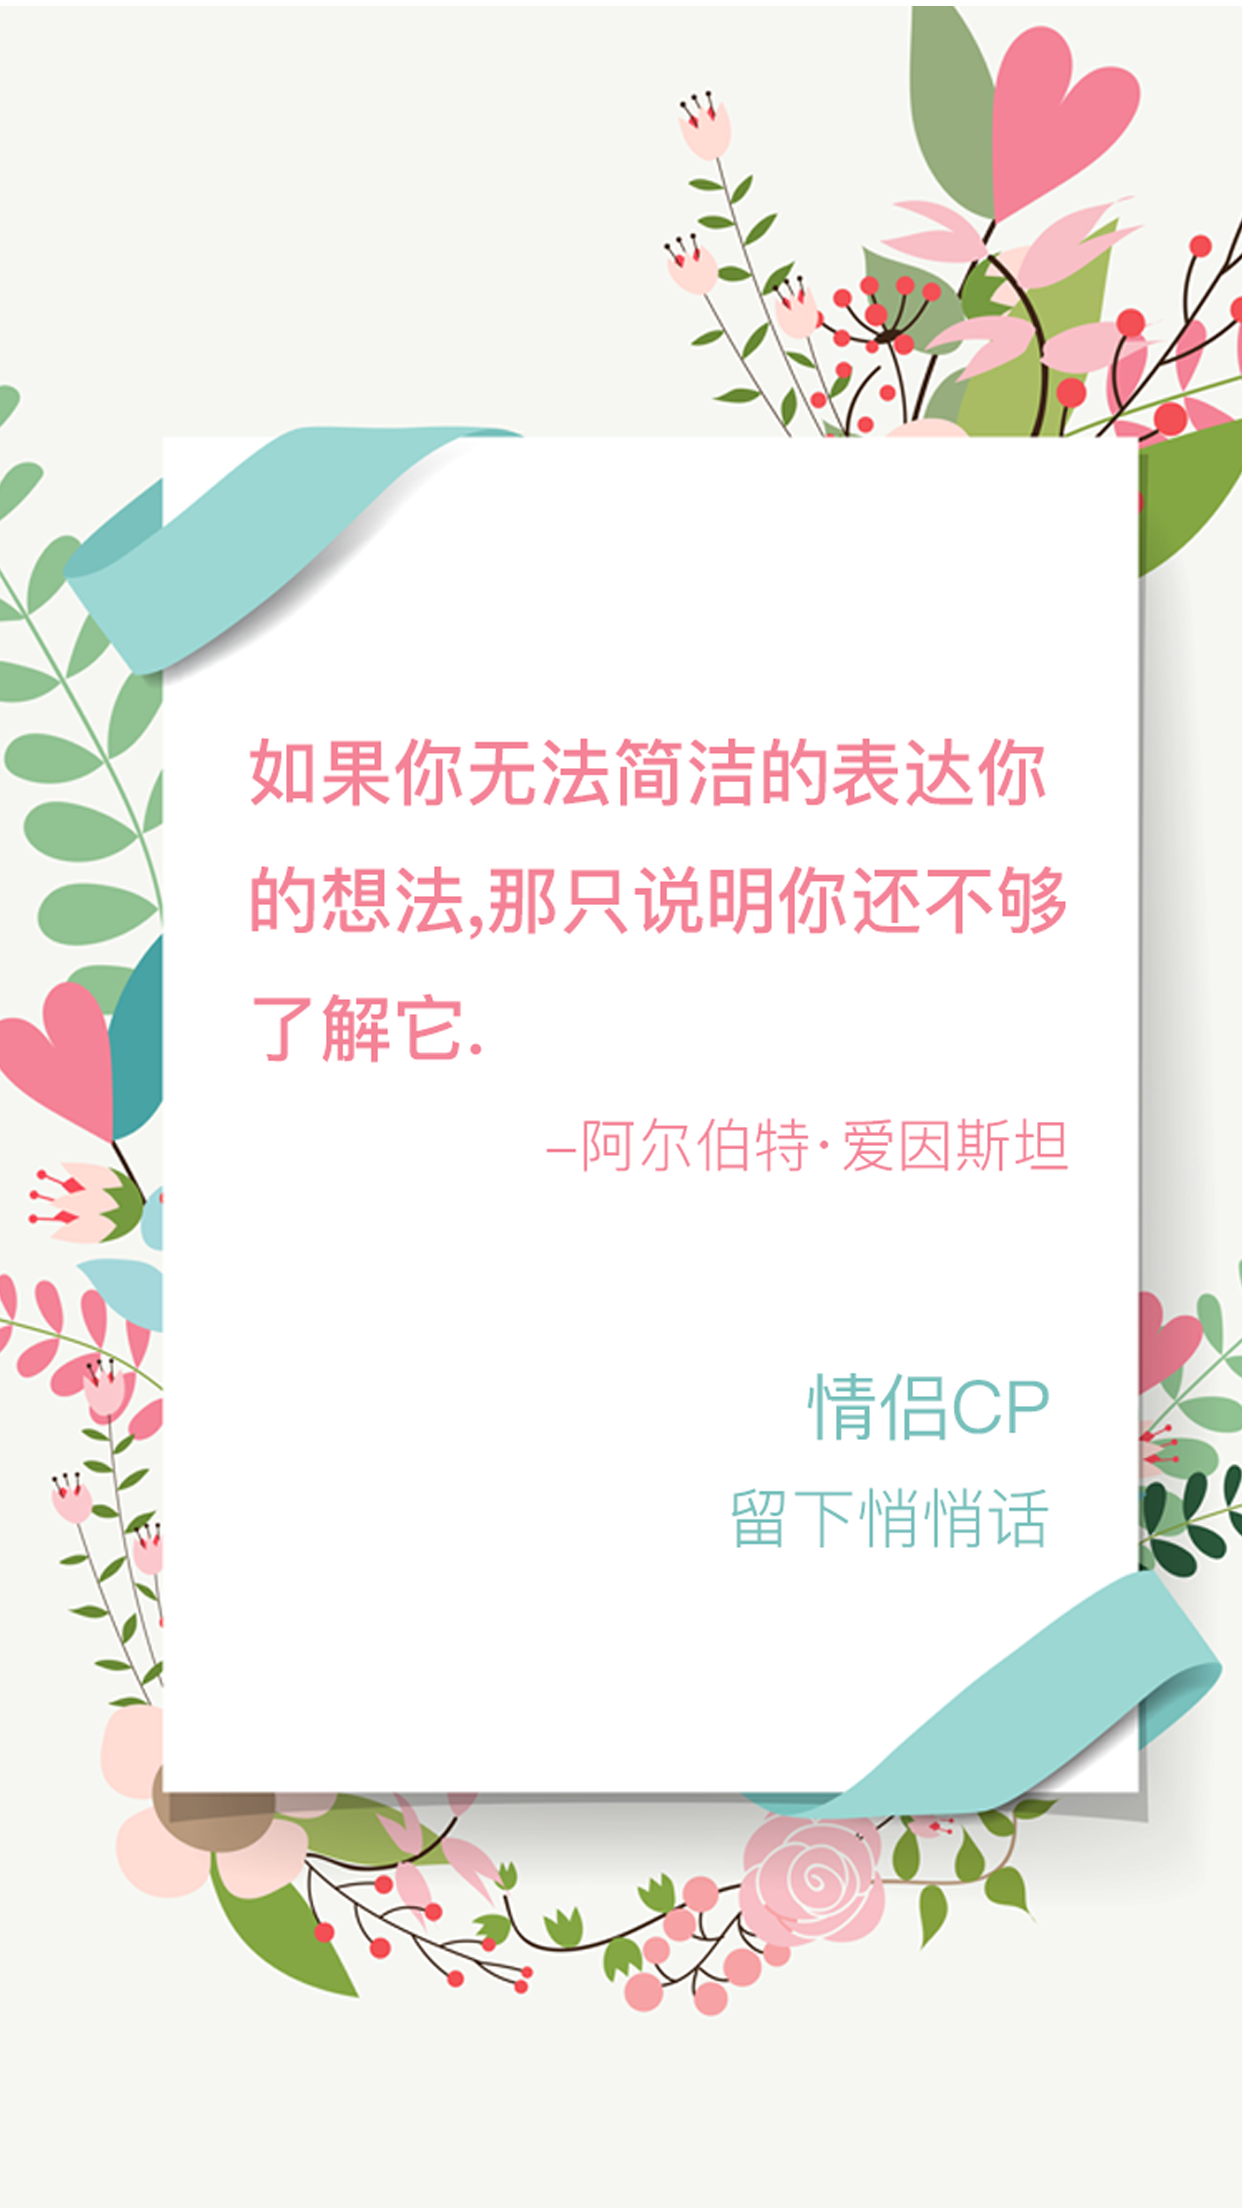 如果你无法简洁的表达你
的想法,那只说明你还不够
了解它.
–阿尔伯特·爱因斯坦
情侣CP
留下悄悄话